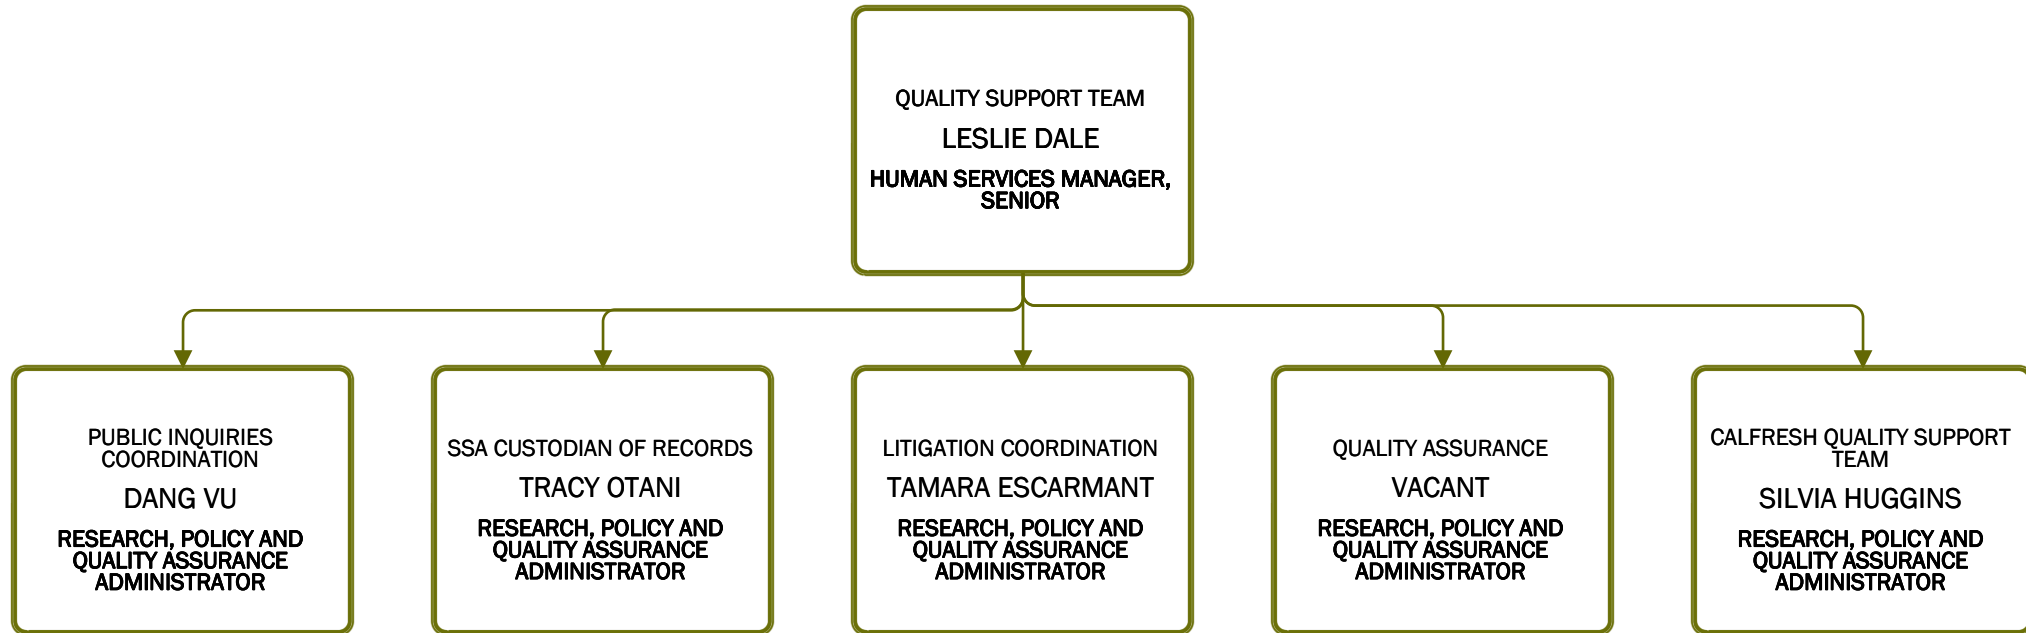 QUALITY SUPPORT TEAM
LESLIE DALE
HUMAN SERVICES MANAGER,
SENIOR
PUBLIC INQUIRIES
COORDINATION
DANG VU
RESEARCH, POLICY AND
QUALITY ASSURANCE
ADMINISTRATOR
SSA CUSTODIAN OF RECORDS
TRACY OTANI
RESEARCH, POLICY AND
QUALITY ASSURANCE
ADMINISTRATOR
LITIGATION COORDINATION
TAMARA ESCARMANT
RESEARCH, POLICY AND
QUALITY ASSURANCE
ADMINISTRATOR
QUALITY ASSURANCE
VACANT
RESEARCH, POLICY AND
QUALITY ASSURANCE
ADMINISTRATOR
CALFRESH QUALITY SUPPORT
TEAM
SILVIA HUGGINS
RESEARCH, POLICY AND
QUALITY ASSURANCE
ADMINISTRATOR